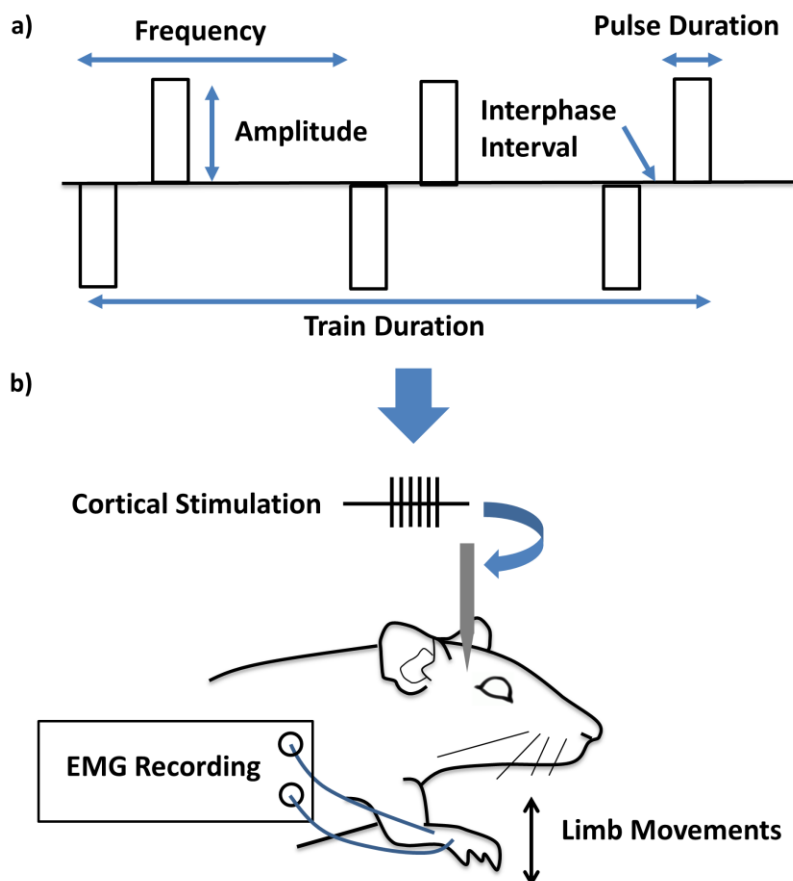 a)
Frequency
Pulse Duration
Amplitude
Interphase
Interval
Train Duration
b)
Cortical Stimulation
EMG Recording
Limb Movements